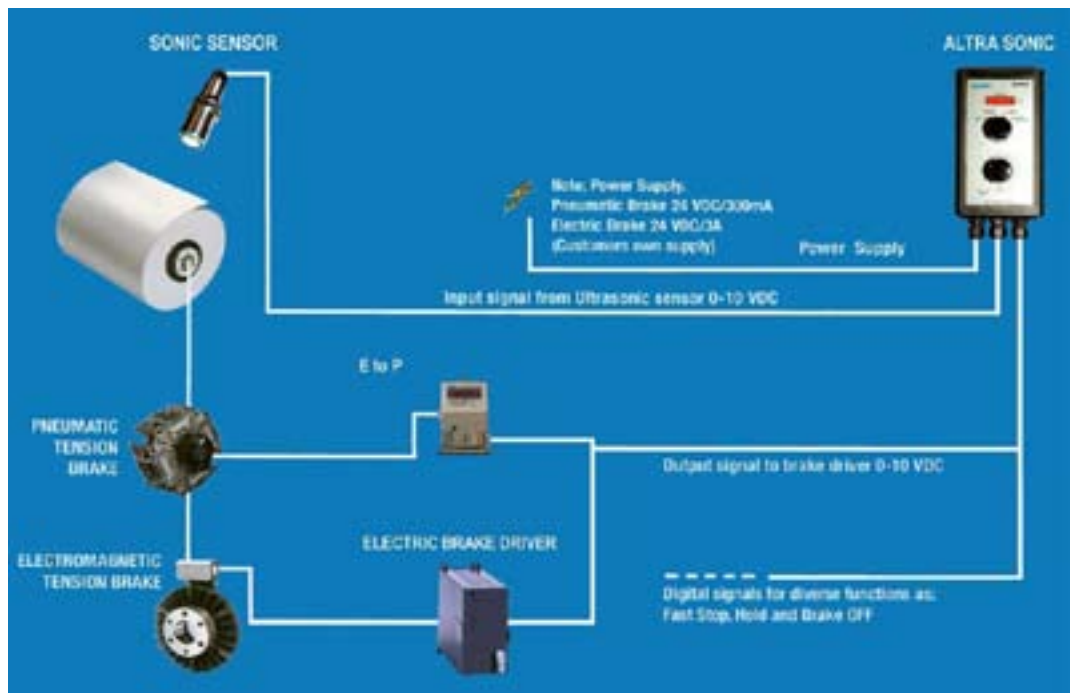 SONIC SENSOR
ALTRA SONIC
Note: Power Supply.
Pneumatic Brake 24 VDC/300mA
Electric Brake 24 VDC/3A
(Customers own supply)
Power Supply
Input signal from Ultrasonic sensor 0-10 VDC
E to P
PNEUMATIC
TENSION
BRAKE
Output signal to brake driver 0-10 VDC
ELECTRIC BRAKE DRIVER
ELECTROMAGNETIC
TENSION BRAKE
Digital signals for diverse functions as;
Fast Stop, Hold and Brake OFF